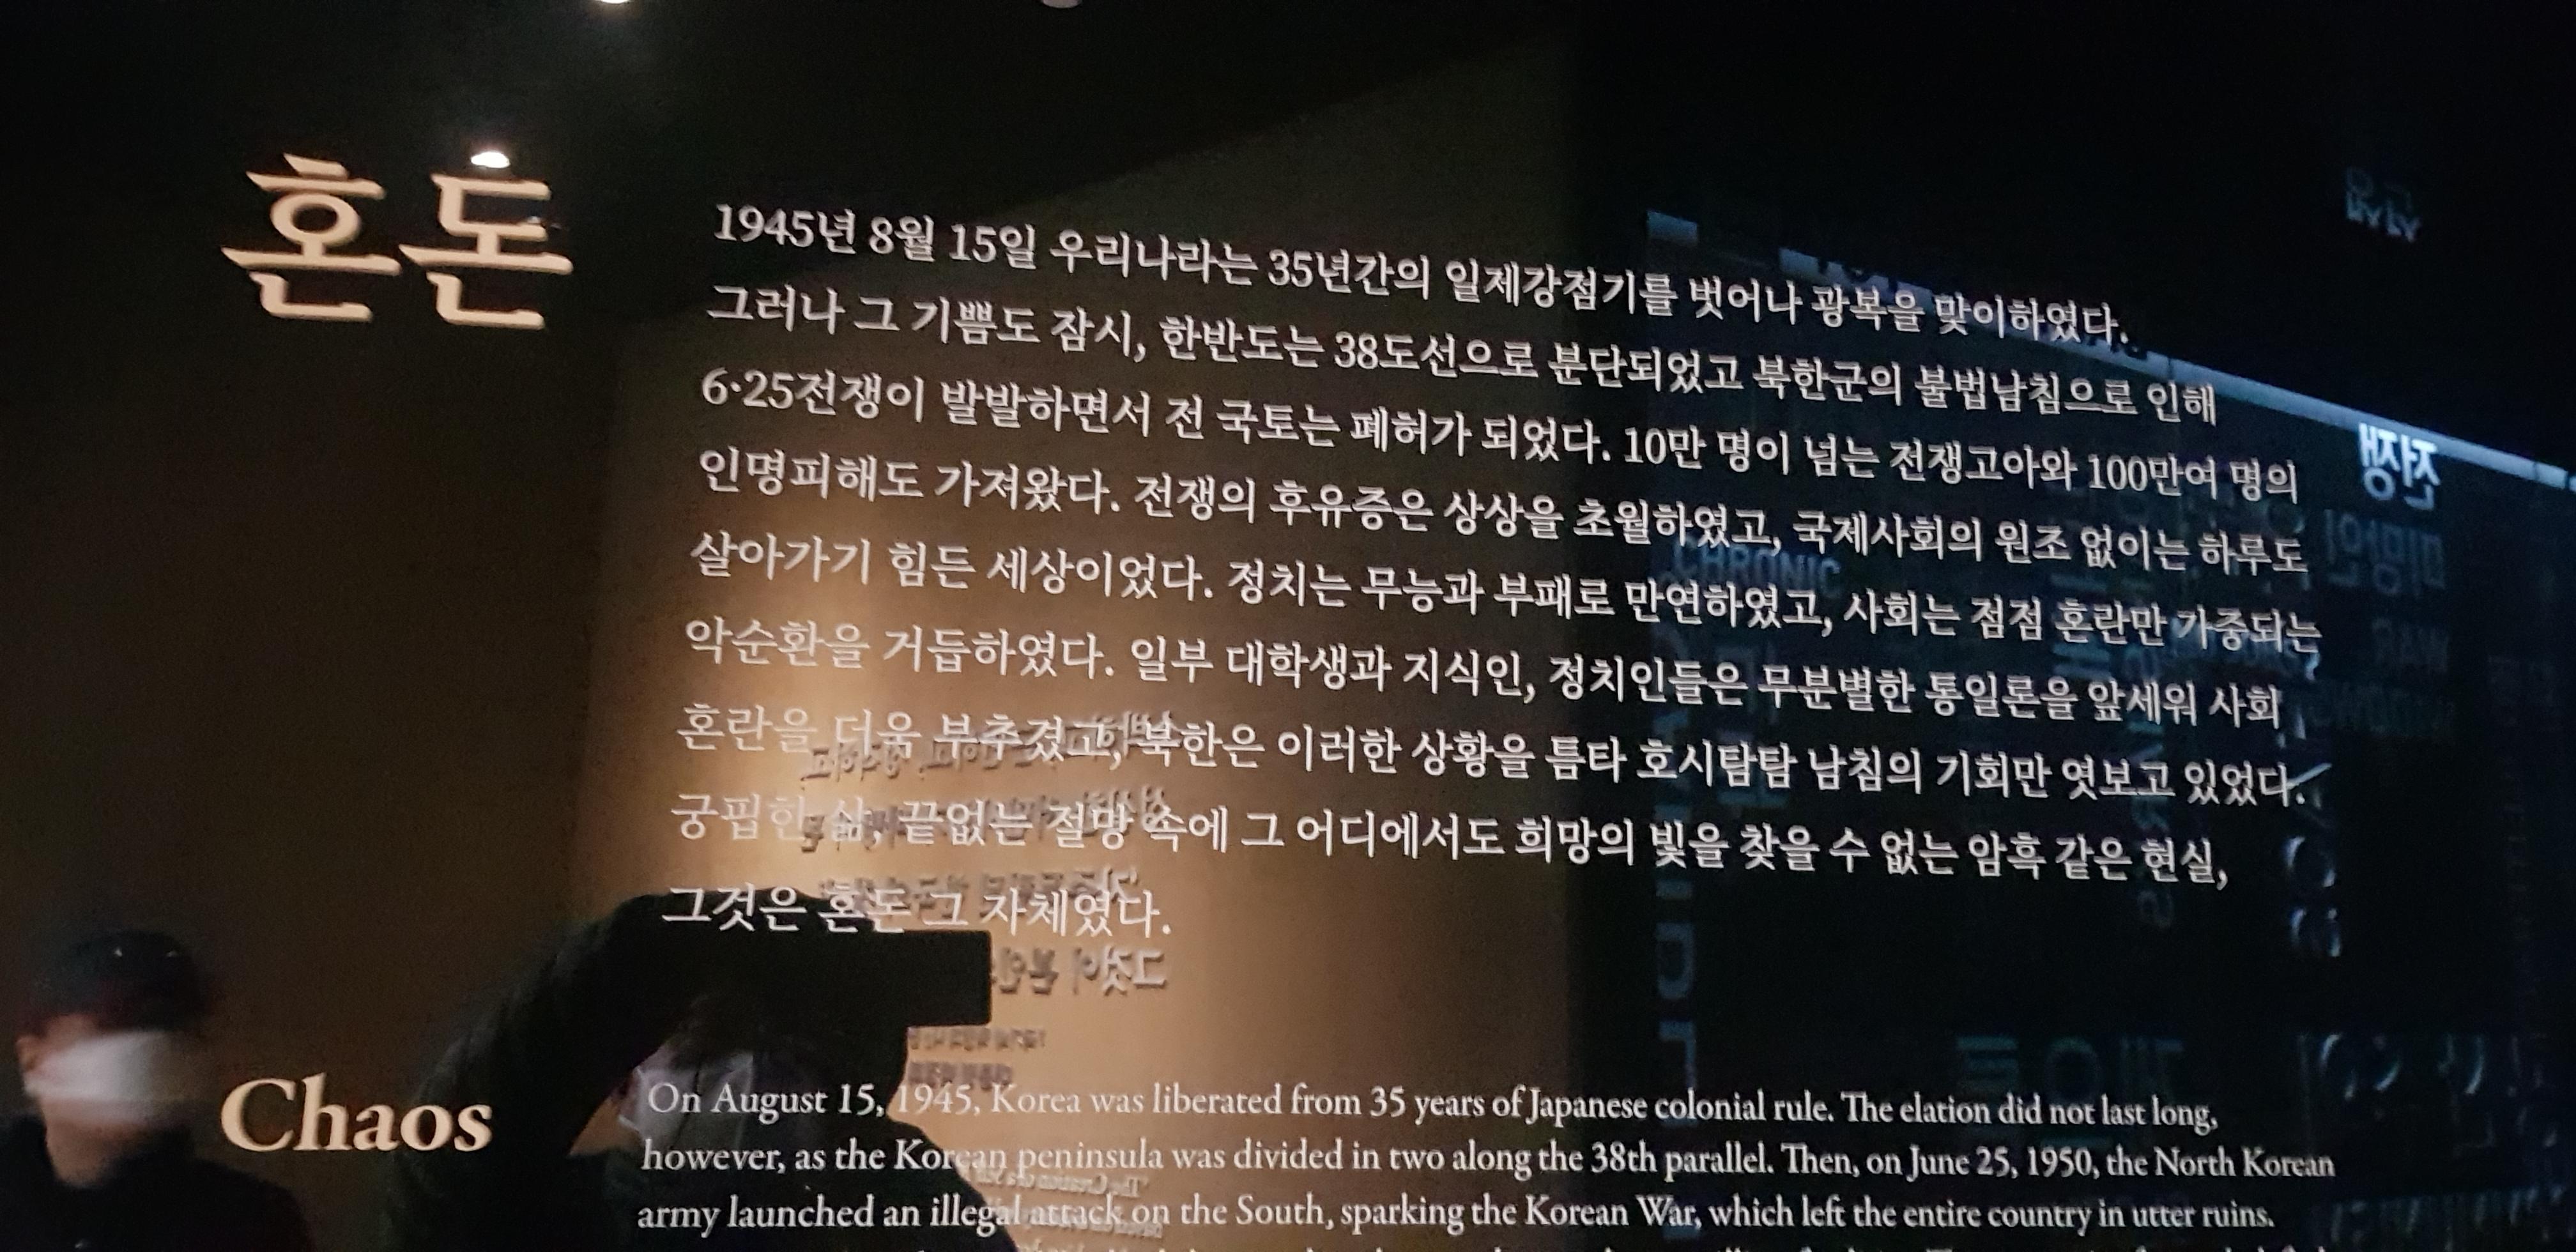 혼돈
1945년 8월 15일 우리나라는 35년간의 일제강점기를 벗어나 광복을 맞이하였다.
그러나 그 기쁨도 잠시, 한반도는 38도선으로 분단되었고 북한군의 불법남침으로 인해
6·25전쟁이 발발하면서 전 국토는 폐허가 되었다. 10만 명이 넘는 전쟁고아와 100만여 명의
인명피해도 가져왔다. 전쟁의 후유증은 상상을 초월하였고, 국제사회의 원조 없이는 하루도
살아가기 힘든 세상이었다. 정치는 무능과 부패로 만연하였고, 사회는 점점 혼란만 가중되는
악순환을 거듭하였다. 일부 대학생과 지식인, 정치인들은 무분별한 통일론을 앞세워 사회
혼란을 더욱 부추겼고, 북한은 이러한 상황을 틈타 호시탐탐 남침의 기회만 엿보고 있었다.
궁핍한 삶, 끝없는 절망 속에 그 어디에서도 희망의 빛을 찾을 수 없는 암흑 같은 현실,
그것은 혼돈 그 자체였다.
Chaos
On August 15, 1945, Korea was liberated from 35 years of Japanese colonial rule. The elation did not last long,
however, as the Korean peninsula was divided in two along the 38th parallel. Then, on June 25, 1950, the North Korean
army launched an illegal attack on the South, sparking the Korean War, which left the entire country in utter ruins.
CHRONIC